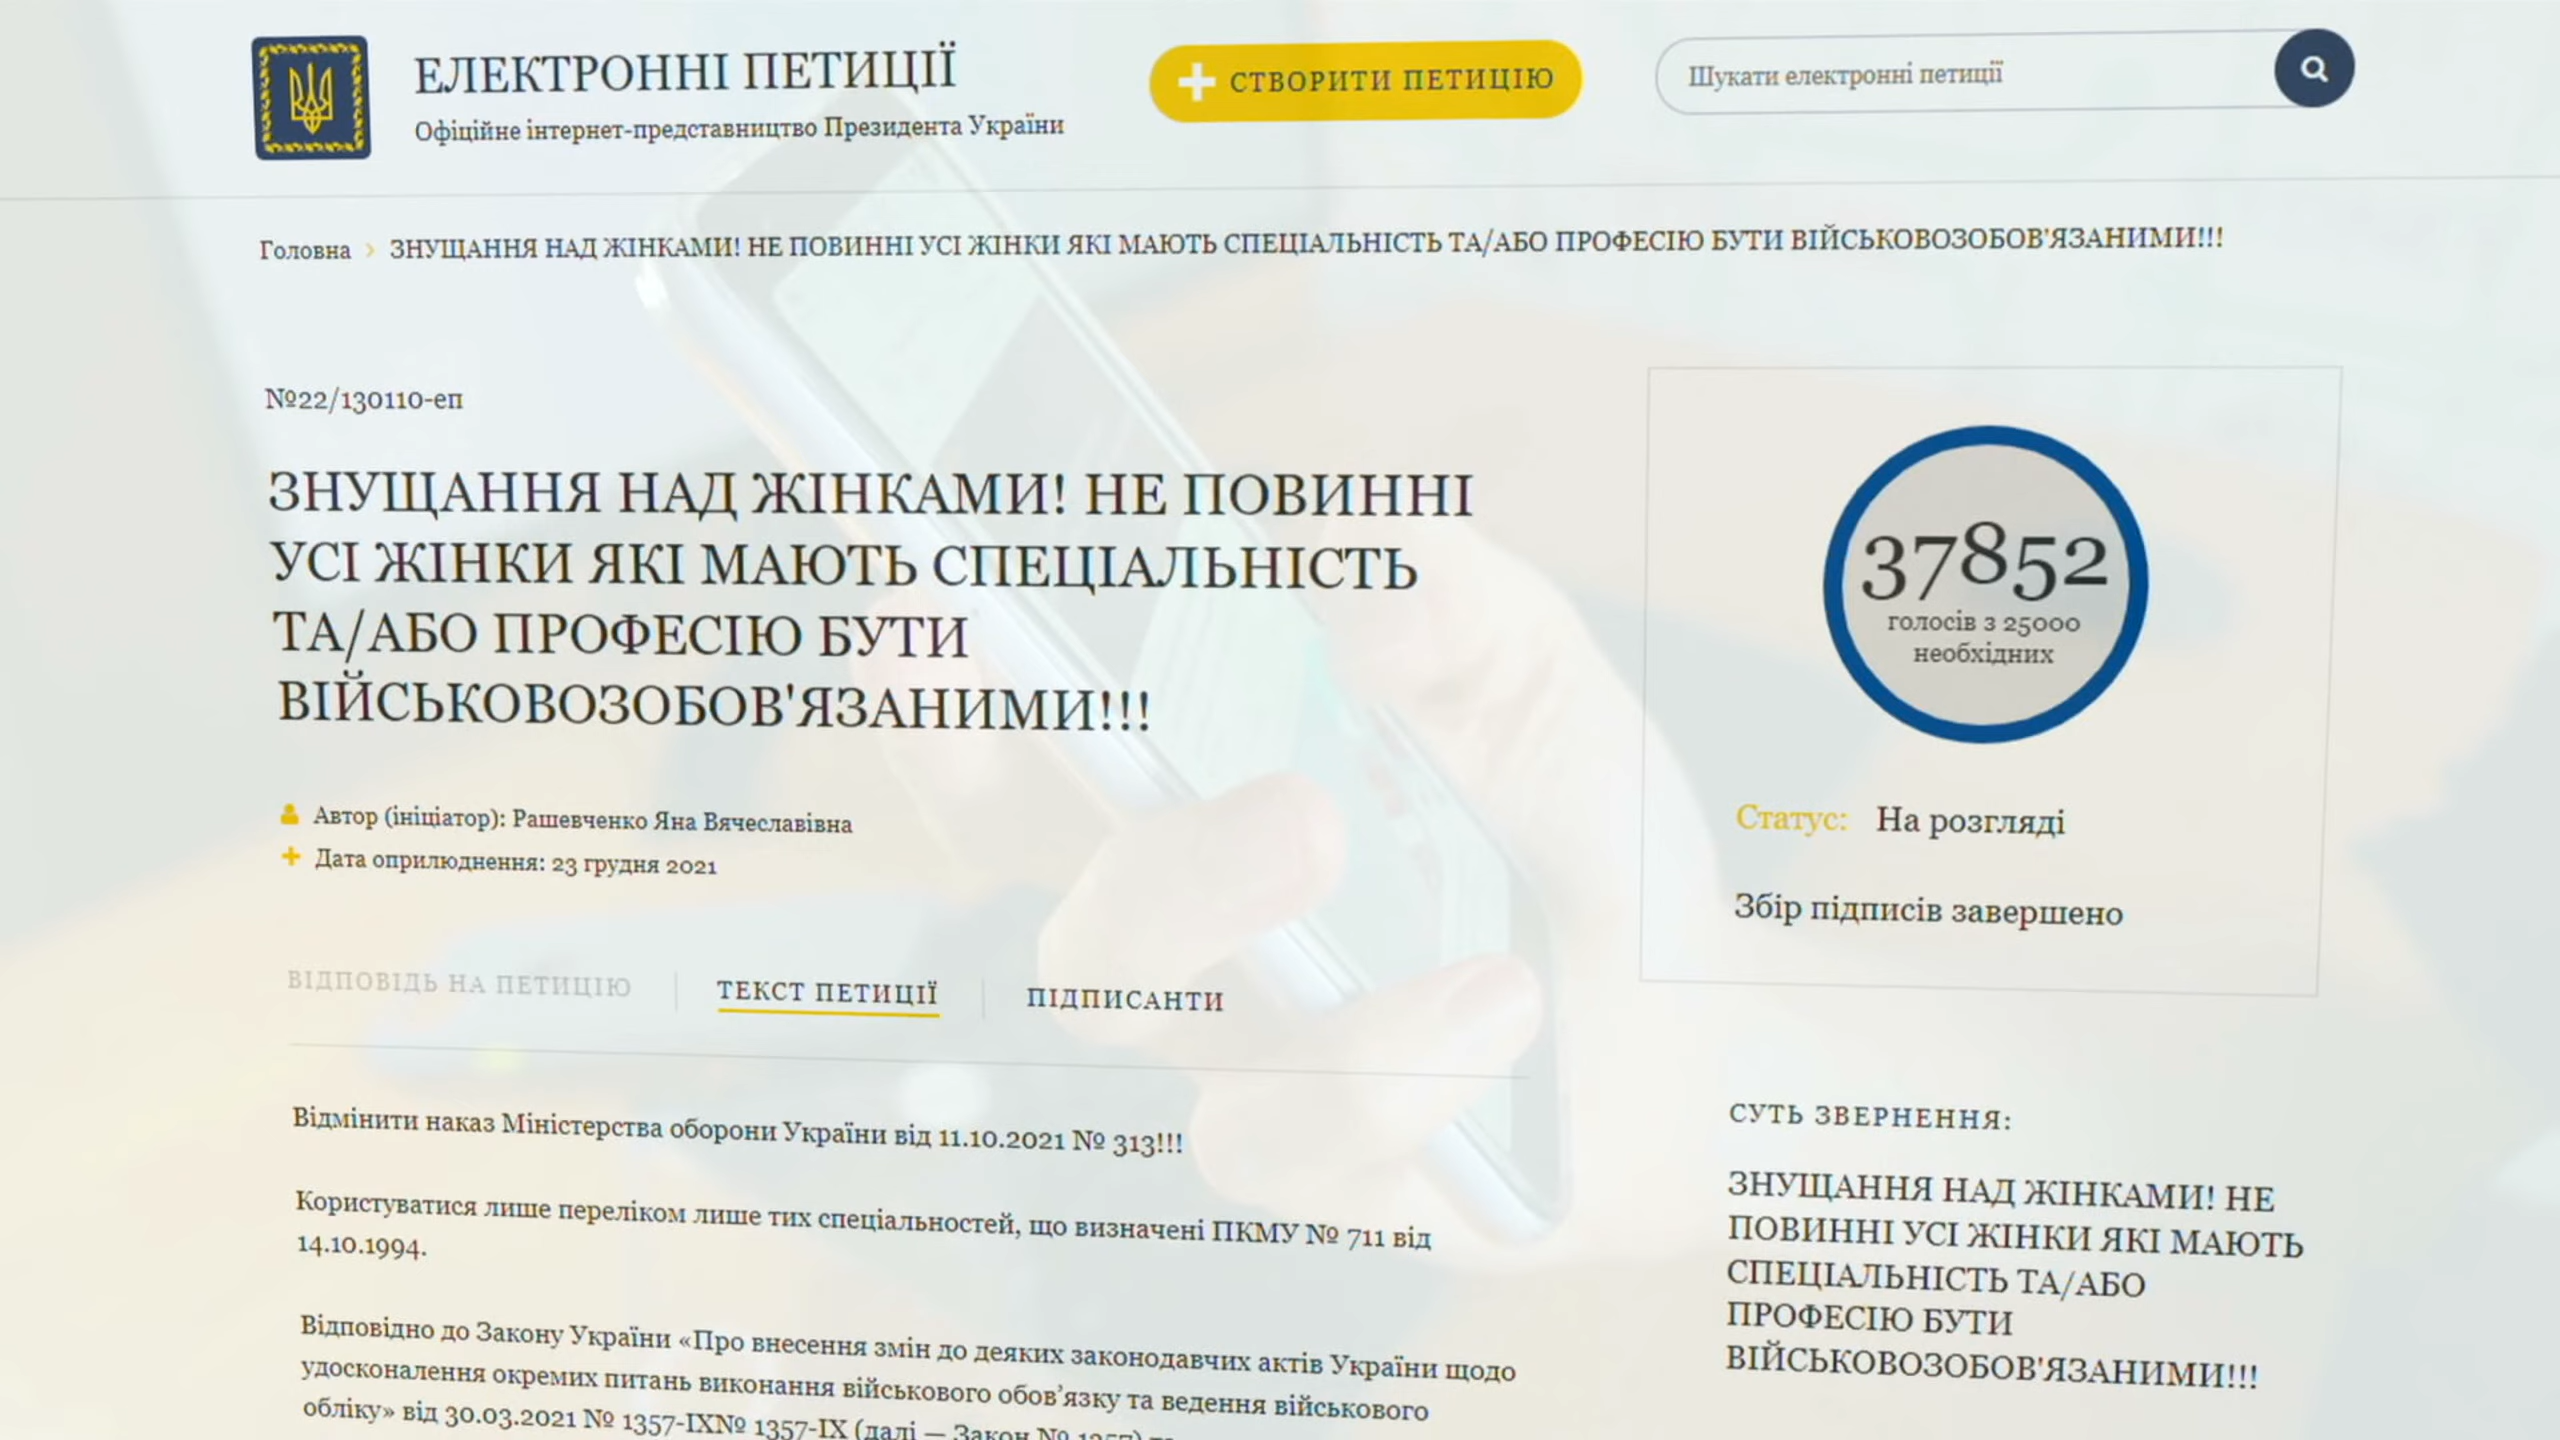 ЕЛЕКТРОННІ ПЕТИЦІЇ
Офіційне інтернет-представництво Президента України
СТВОРИТИ ПЕТИЦІЮ
Шукати електронні петиції
Головна › ЗНУЩАННЯ НАД ЖІНКАМИ! НЕ ПОВИННІ УСІ ЖІНКИ ЯКІ МАЮТЬ СПЕЦІАЛЬНІСТЬ ТА/АБО ПРОФЕСІЮ БУТИ ВІЙСЬКОВОЗОБОВ'ЯЗАНИМИ!!!
№22/130110-еп
ЗНУЩАННЯ НАД ЖІНКАМИ! НЕ ПОВИННІ
УСІ ЖІНКИ ЯКІ МАЮТЬ СПЕЦІАЛЬНІСТЬ
ТА/АБО ПРОФЕСІЮ БУТИ
ВІЙСЬКОВОЗОБОВ'ЯЗАНИМИ!!!
Автор (ініціатор): Рашевченко Яна Вячеславівна
Дата оприлюднення: 23 грудня 2021
37852
голосів з 25000
необхідних
Статус: На розгляді
Збір підписів завершено
ВІДПОВІДЬ НА ПЕТИЦІЮ
ТЕКСТ ПЕТИЦІЇ
ПІДПИСАНТИ
Відмінити наказ Міністерства оборони України від 11.10.2021 № 313!!!
Користуватися лише переліком лише тих спеціальностей, що визначені ПКМУ № 711 від
14.10.1994.
Відповідно до Закону України «Про внесення змін до деяких законодавчих актів України щодо
удосконалення окремих питань виконання військового обов'язку та ведення військового
обліку» від 30.03.2021 № 1357-IX№ 1357-IX (далі — Закон № 1357)
СУТЬ ЗВЕРНЕННЯ:
ЗНУЩАННЯ НАД ЖІНКАМИ! НЕ
ПОВИННІ УСІ ЖІНКИ ЯКІ МАЮТЬ
СПЕЦІАЛЬНІСТЬ ТА/АБО
ПРОФЕСІЮ БУТИ
ВІЙСЬКОВОЗОБОВ'ЯЗАНИМИ!!!